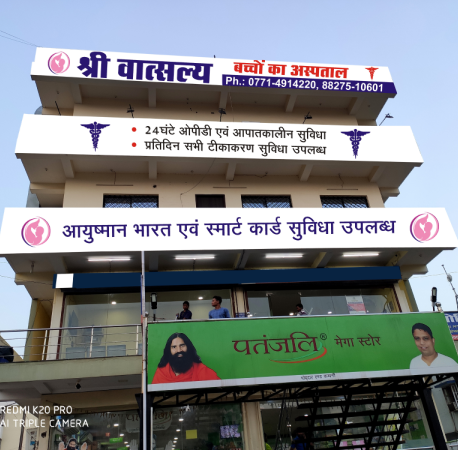 श्री वात्सल्य
बच्चों का अस्पताल
Ph.: 0771-4914220, 88275-10601
• 24घंटे ओपीडी एवं आपातकालीन सुविधा
• प्रतिदिन सभी टीकाकरण सुविधा उपलब्ध
आयुष्मान भारत एवं स्मार्ट कार्ड सुविधा उपलब्ध
पतंजलि® मेगा स्टोर
REDMI K20 PRO
AI TRIPLE CAMERA